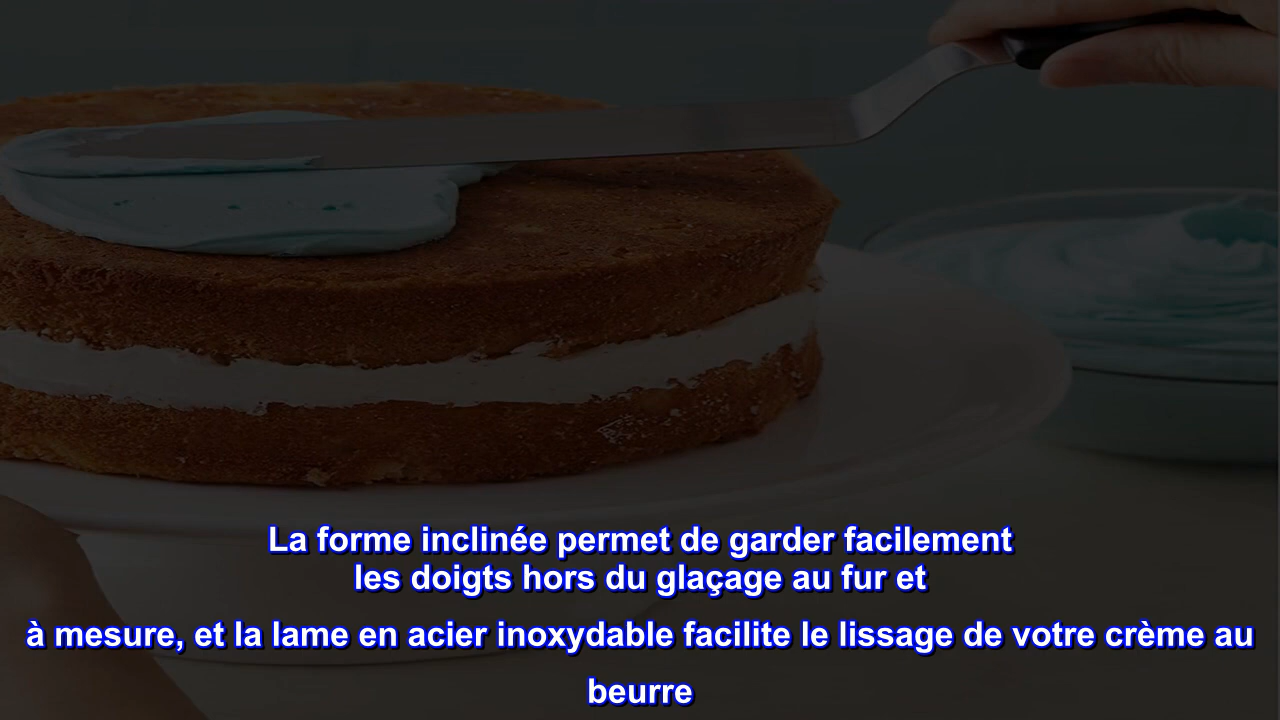 La forme inclinée permet de garder facilement
les doigts hors du glaçage au fur et
à mesure, et la lame en acier inoxydable facilite le lissage de votre crème au
beurre